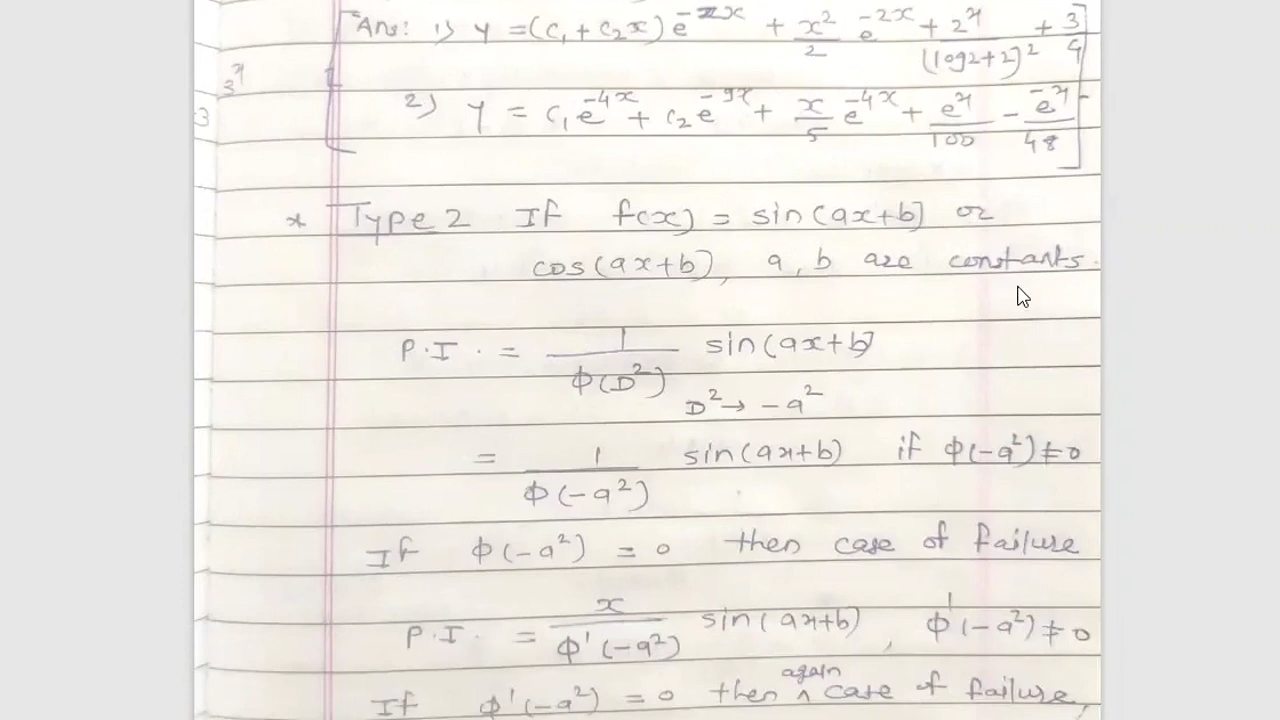 Ans: 1) y = (c₁ + c₂x) e^{-2x} + x²/2 e^{-2x} + 2^x/(log2+2)² + 3/4
3^x
2) y = c₁e^{-4x} + c₂e^{-9x} + x/5 e^{-4x} + e^x/100 - e^{-x}/48
3
* Type 2 If f(x) = sin(ax+b) or
cos(ax+b), a, b are constants.
P.I. = 1/ϕ(D²) sin(ax+b)
D² → -a²
= 1/ϕ(-a²) sin(ax+b) if ϕ(-a²) ≠ 0
If ϕ(-a²) = 0 then case of failure
P.I. = x/ϕ'(-a²) sin(ax+b), ϕ'(-a²) ≠ 0
If ϕ'(-a²) = 0 then again case of failure,